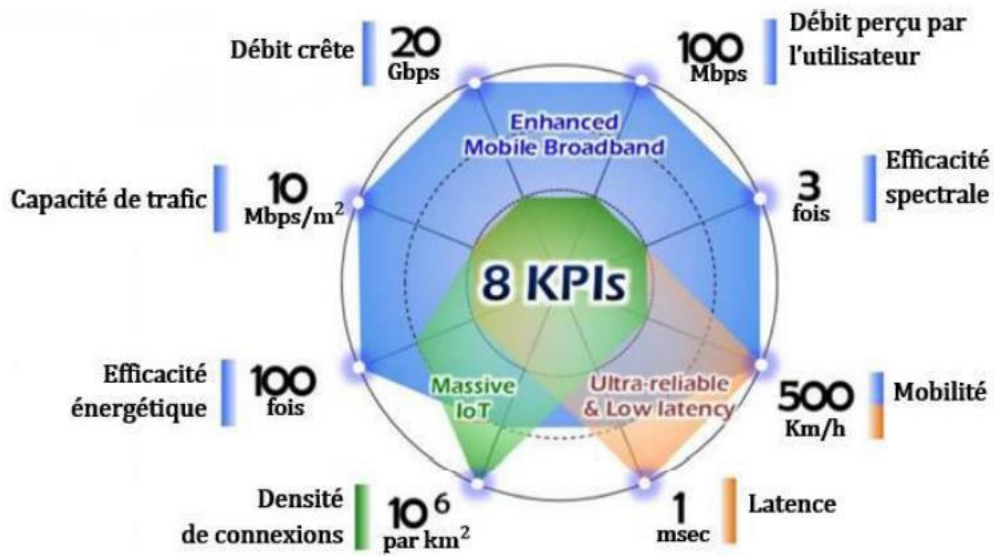 Débit crête
20
Gbps
100
Mbps
Débit perçu par
l'utilisateur
Enhanced
Mobile Broadband
Capacité de trafic
10
Mbps/m²
3
fois
Efficacité
spectrale
8 KPIs
Efficacité
énergétique
100
fois
Massive
IoT
Ultra-reliable
& Low latency
500
Km/h
Mobilité
Densité
de connexions
10⁶
par km²
1
msec
Latence